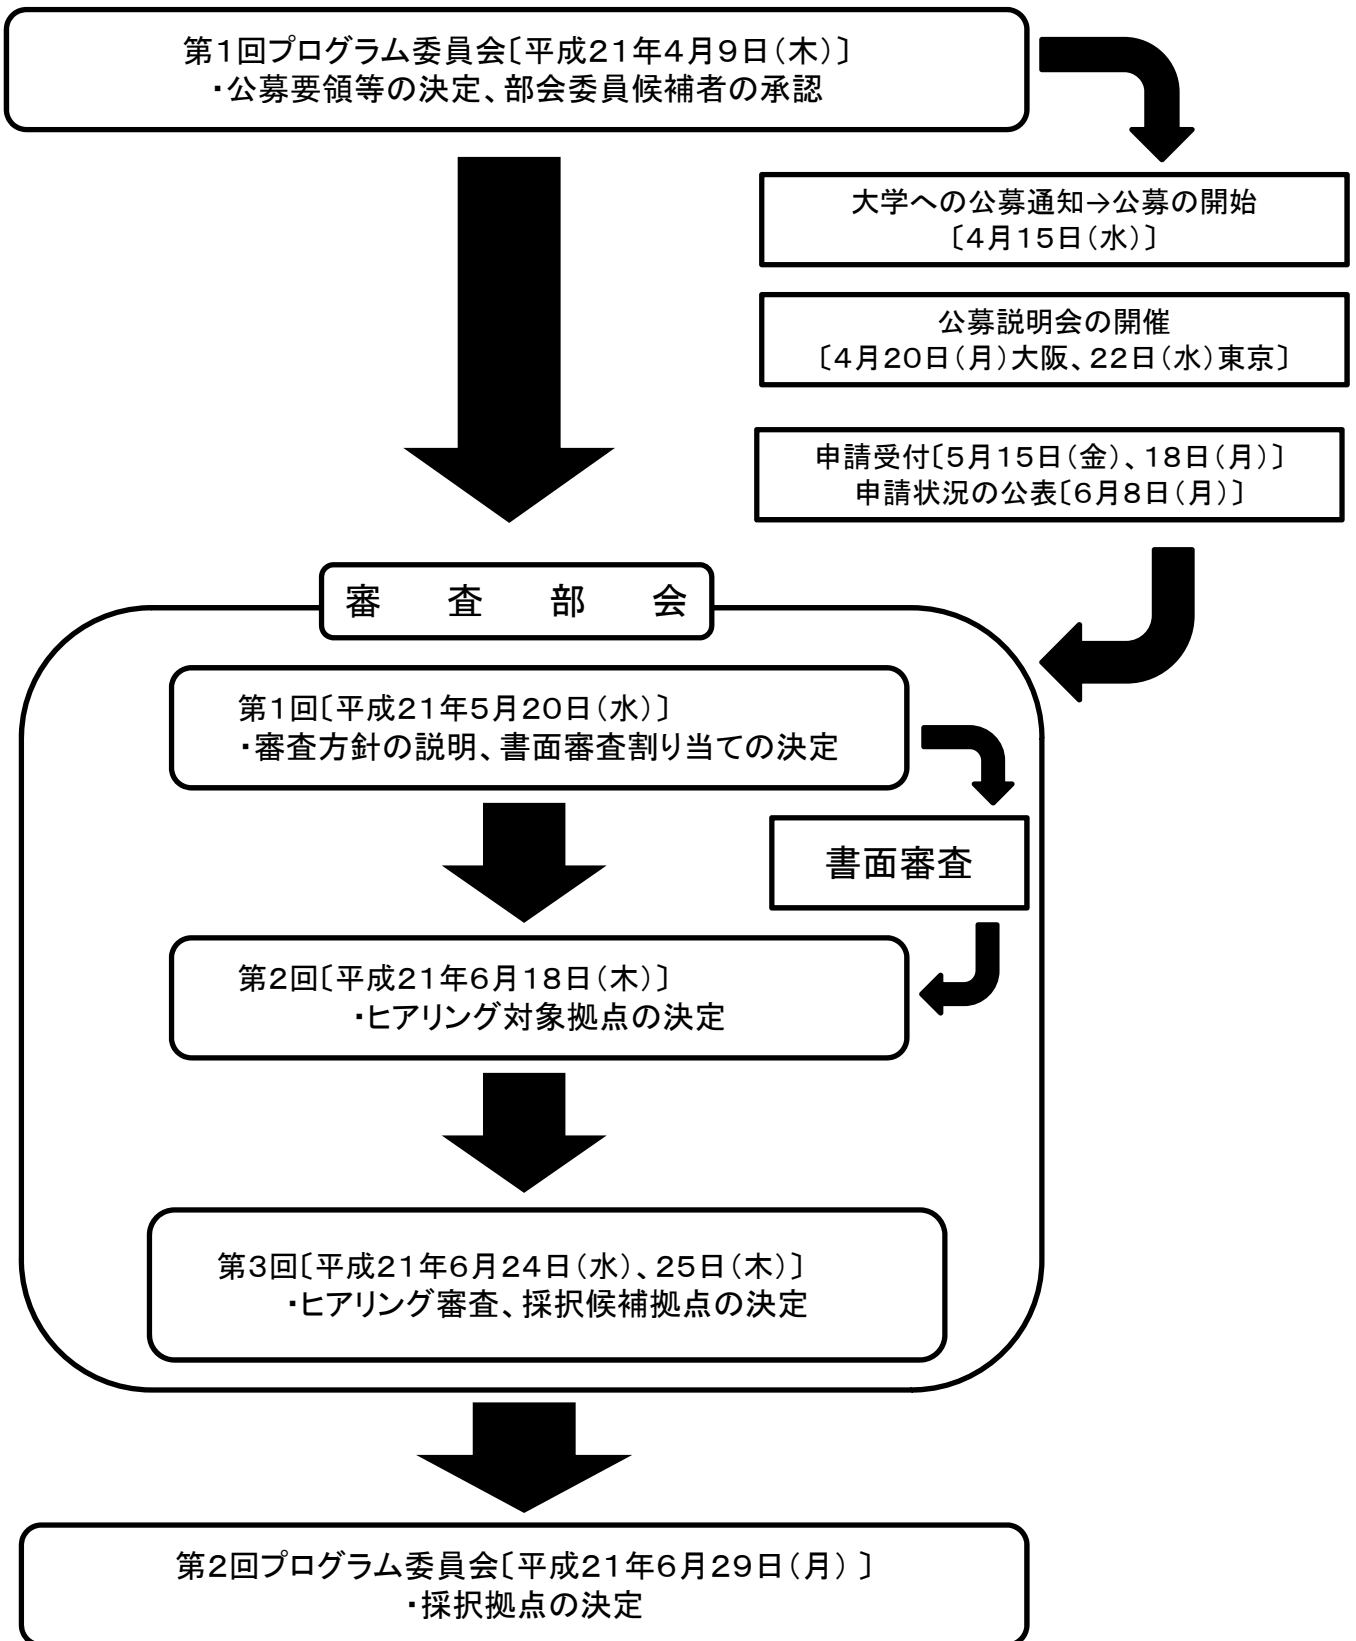 第1回プログラム委員会〔平成21年4月9日(木)〕
・公募要領等の決定、部会委員候補者の承認
大学への公募通知→公募の開始
〔4月15日(水)〕
公募説明会の開催
〔4月20日(月)大阪、22日(水)東京〕
申請受付〔5月15日(金)、18日(月)〕
申請状況の公表〔6月8日(月)〕
審 査 部 会
第1回〔平成21年5月20日(水)〕
・審査方針の説明、書面審査割り当ての決定
書面審査
第2回〔平成21年6月18日(木)〕
・ヒアリング対象拠点の決定
第3回〔平成21年6月24日(水)、25日(木)〕
・ヒアリング審査、採択候補拠点の決定
第2回プログラム委員会〔平成21年6月29日(月) 〕
・採択拠点の決定